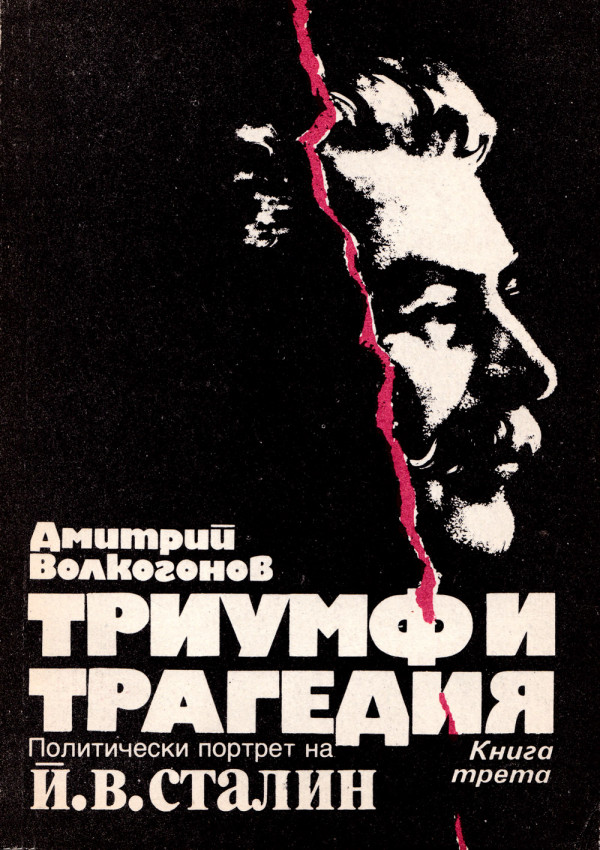 Дмитрий
Волкогонов
ТРИУМФ И
ТРАГЕДИЯ
Политически портрет на
Й.В.СТАЛИН
Книга
трета